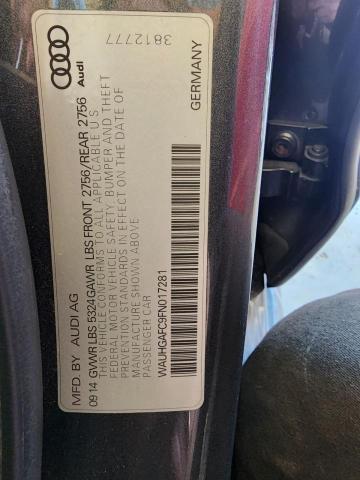 MFD. BY AUDI AG
09 14 GVWR LBS 5324 GAWR LBS FRONT 2756/REAR 2756
THIS VEHICLE CONFORMS TO ALL APPLICABLE U S
FEDERAL MOTOR VEHICLE SAFETY, BUMPER AND THEFT
PREVENTION STANDARDS IN EFFECT ON THE DATE OF
MANUFACTURE SHOWN ABOVE
PASSENGER CAR
WAUHGAFC9FN017281
GERMANY
Audi
3812777